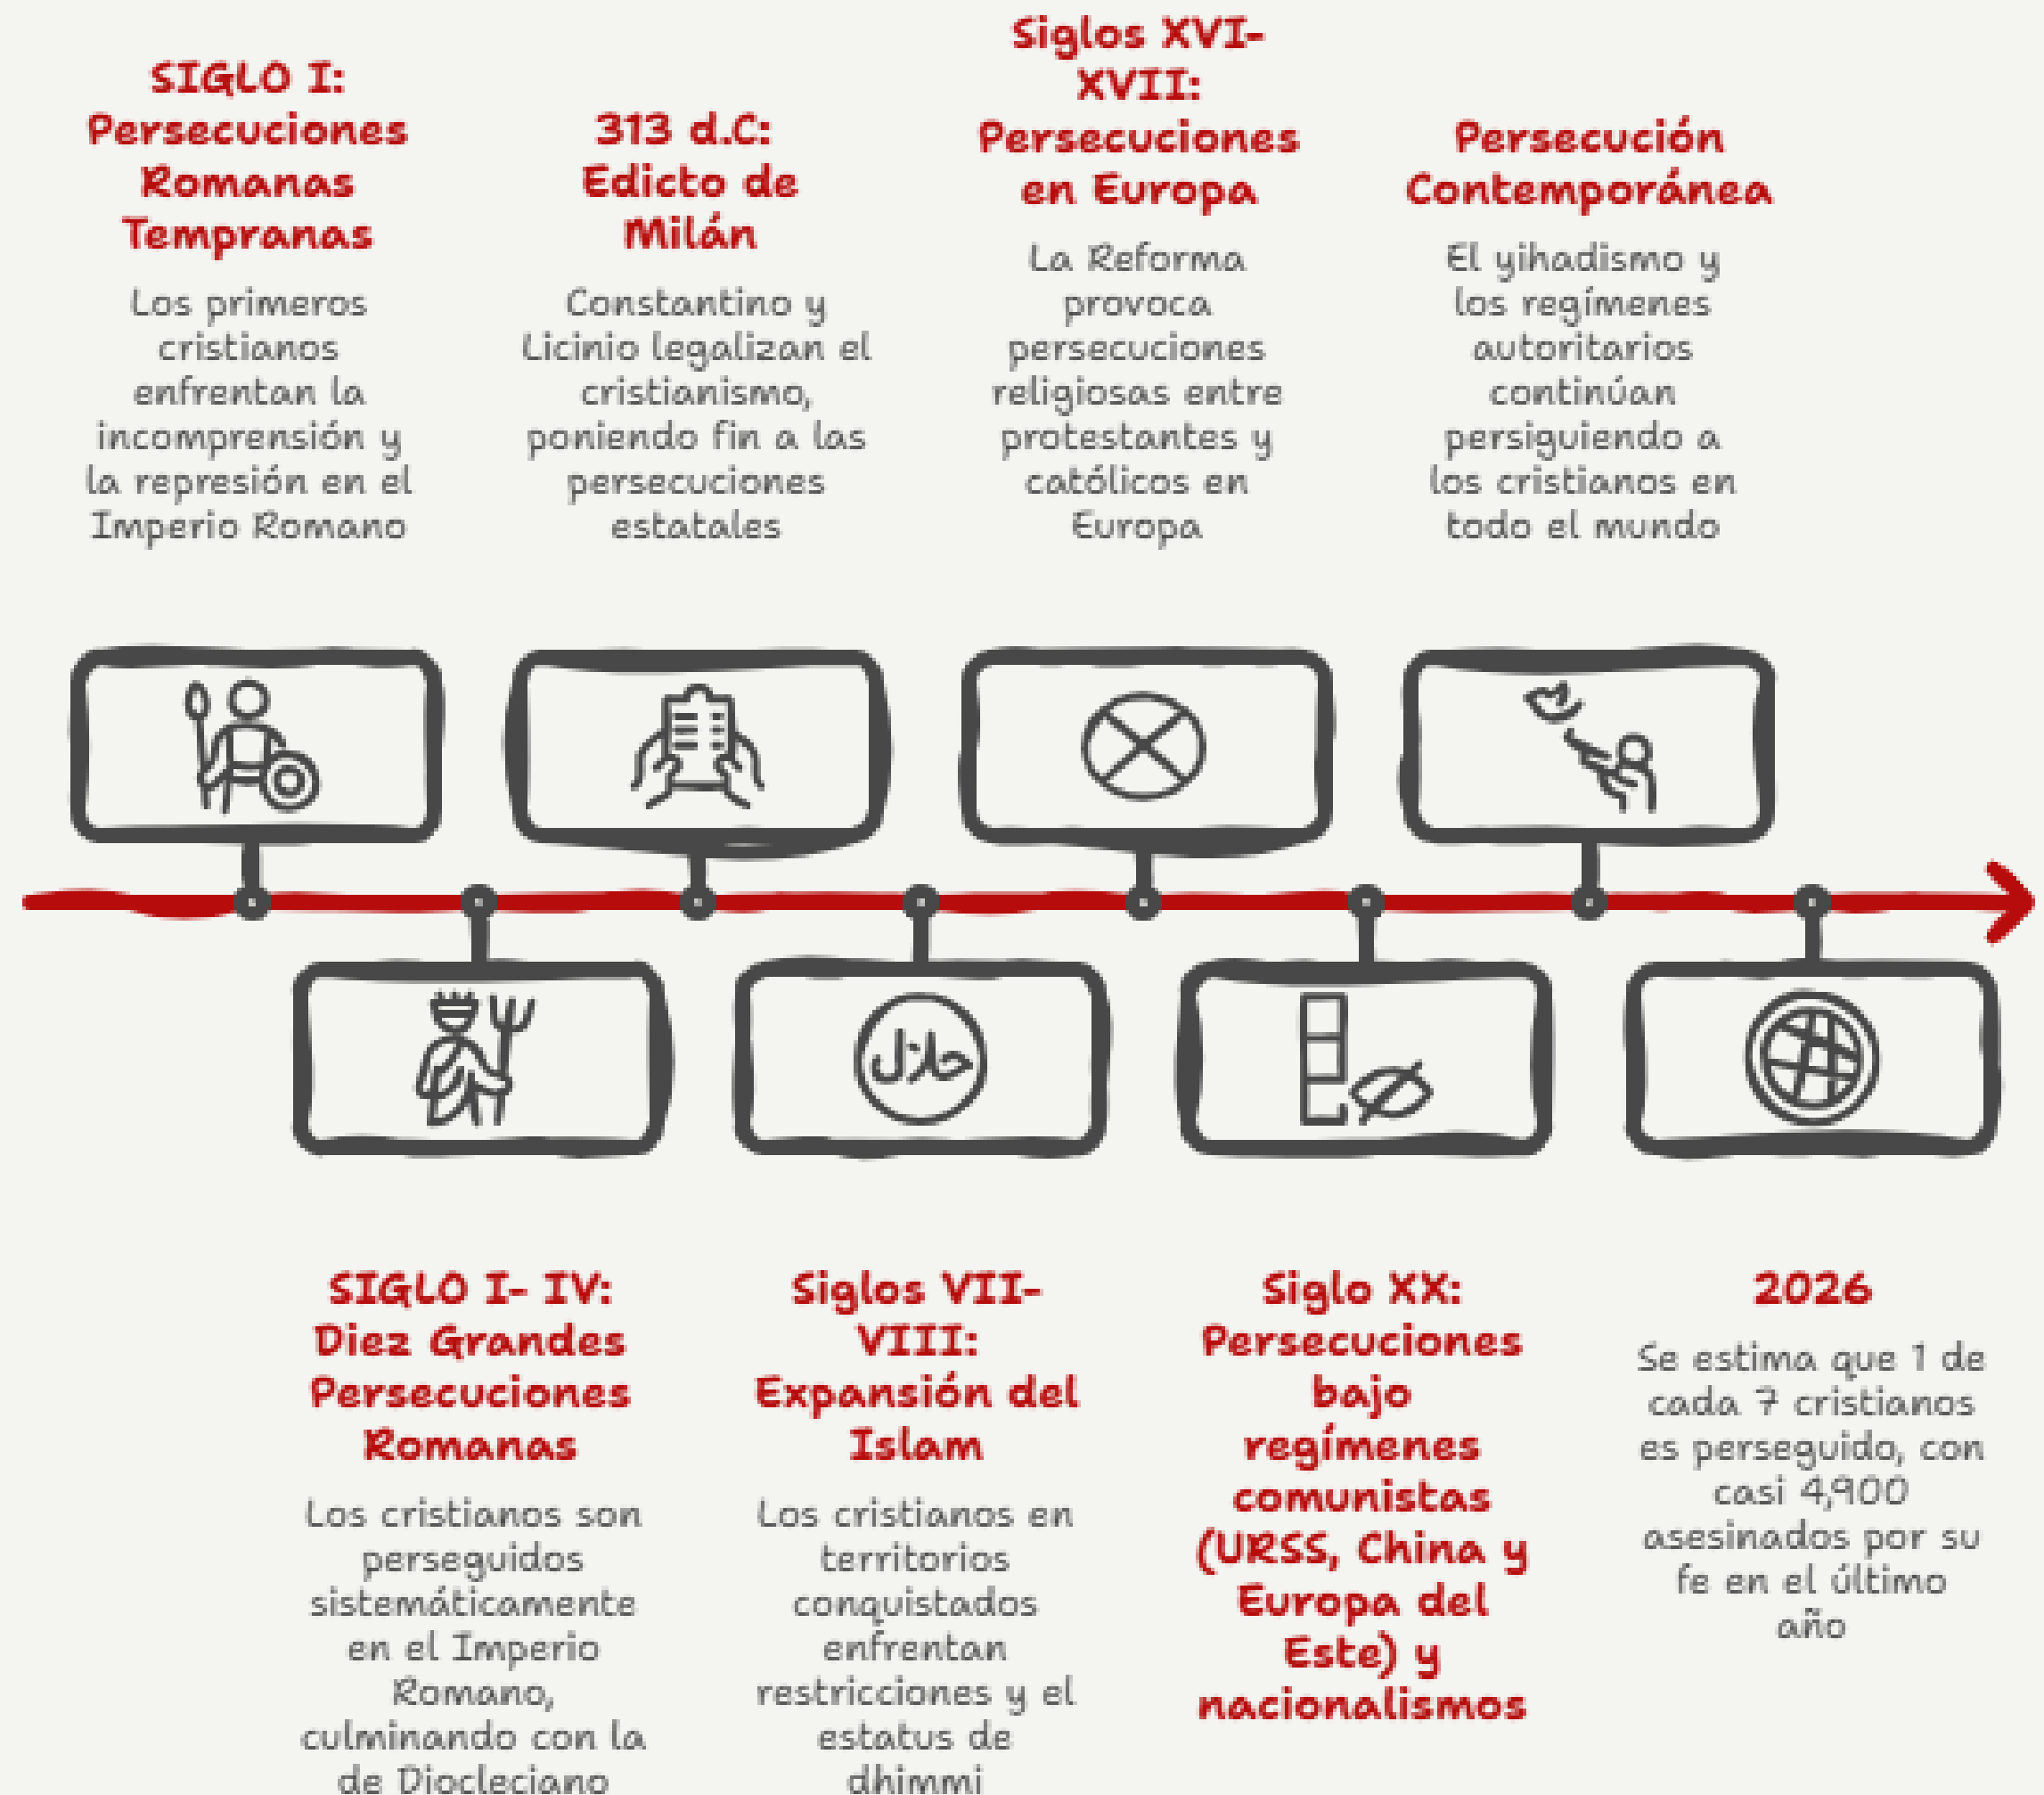 SIGLO I:
Persecuciones
Romanas
Tempranas
Los primeros
cristianos
enfrentan la
incomprensión y
la represión en el
Imperio Romano
313 d.C:
Edicto de
Milán
Constantino y
Licinio legalizan el
cristianismo,
poniendo fin a las
persecuciones
estatales
Siglos XVI-
XVII:
Persecuciones
en Europa
La Reforma
provoca
persecuciones
religiosas entre
protestantes y
católicos en
Europa
Persecución
Contemporánea
El yihadismo y
los regímenes
autoritarios
continúan
persiguiendo a
los cristianos en
todo el mundo
حلال
SIGLO I- IV:
Diez Grandes
Persecuciones
Romanas
Los cristianos son
perseguidos
sistemáticamente
en el Imperio
Romano,
culminando con la
de Diocleciano
Siglos VII-
VIII:
Expansión del
Islam
Los cristianos en
territorios
conquistados
enfrentan
restricciones y el
estatus de
dhimmi
Siglo XX:
Persecuciones
bajo
regímenes
comunistas
(URSS, China y
Europa del
Este) y
nacionalismos
2026
Se estima que 1 de
cada 7 cristianos
es perseguido, con
casi 4,900
asesinados por su
fe en el último
año